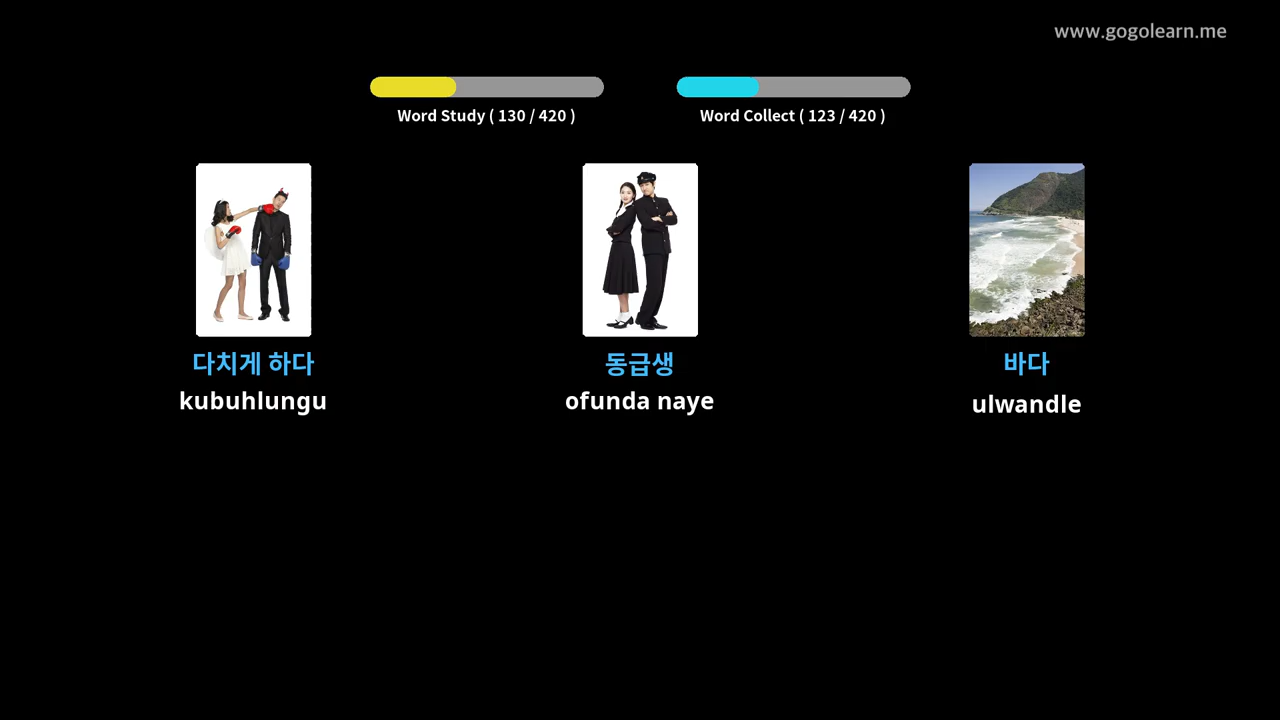 www.gogolearn.me
Word Study ( 130 / 420 )
Word Collect ( 123 / 420 )
다치게 하다
kubuhlungu
동급생
ofunda naye
바다
ulwandle